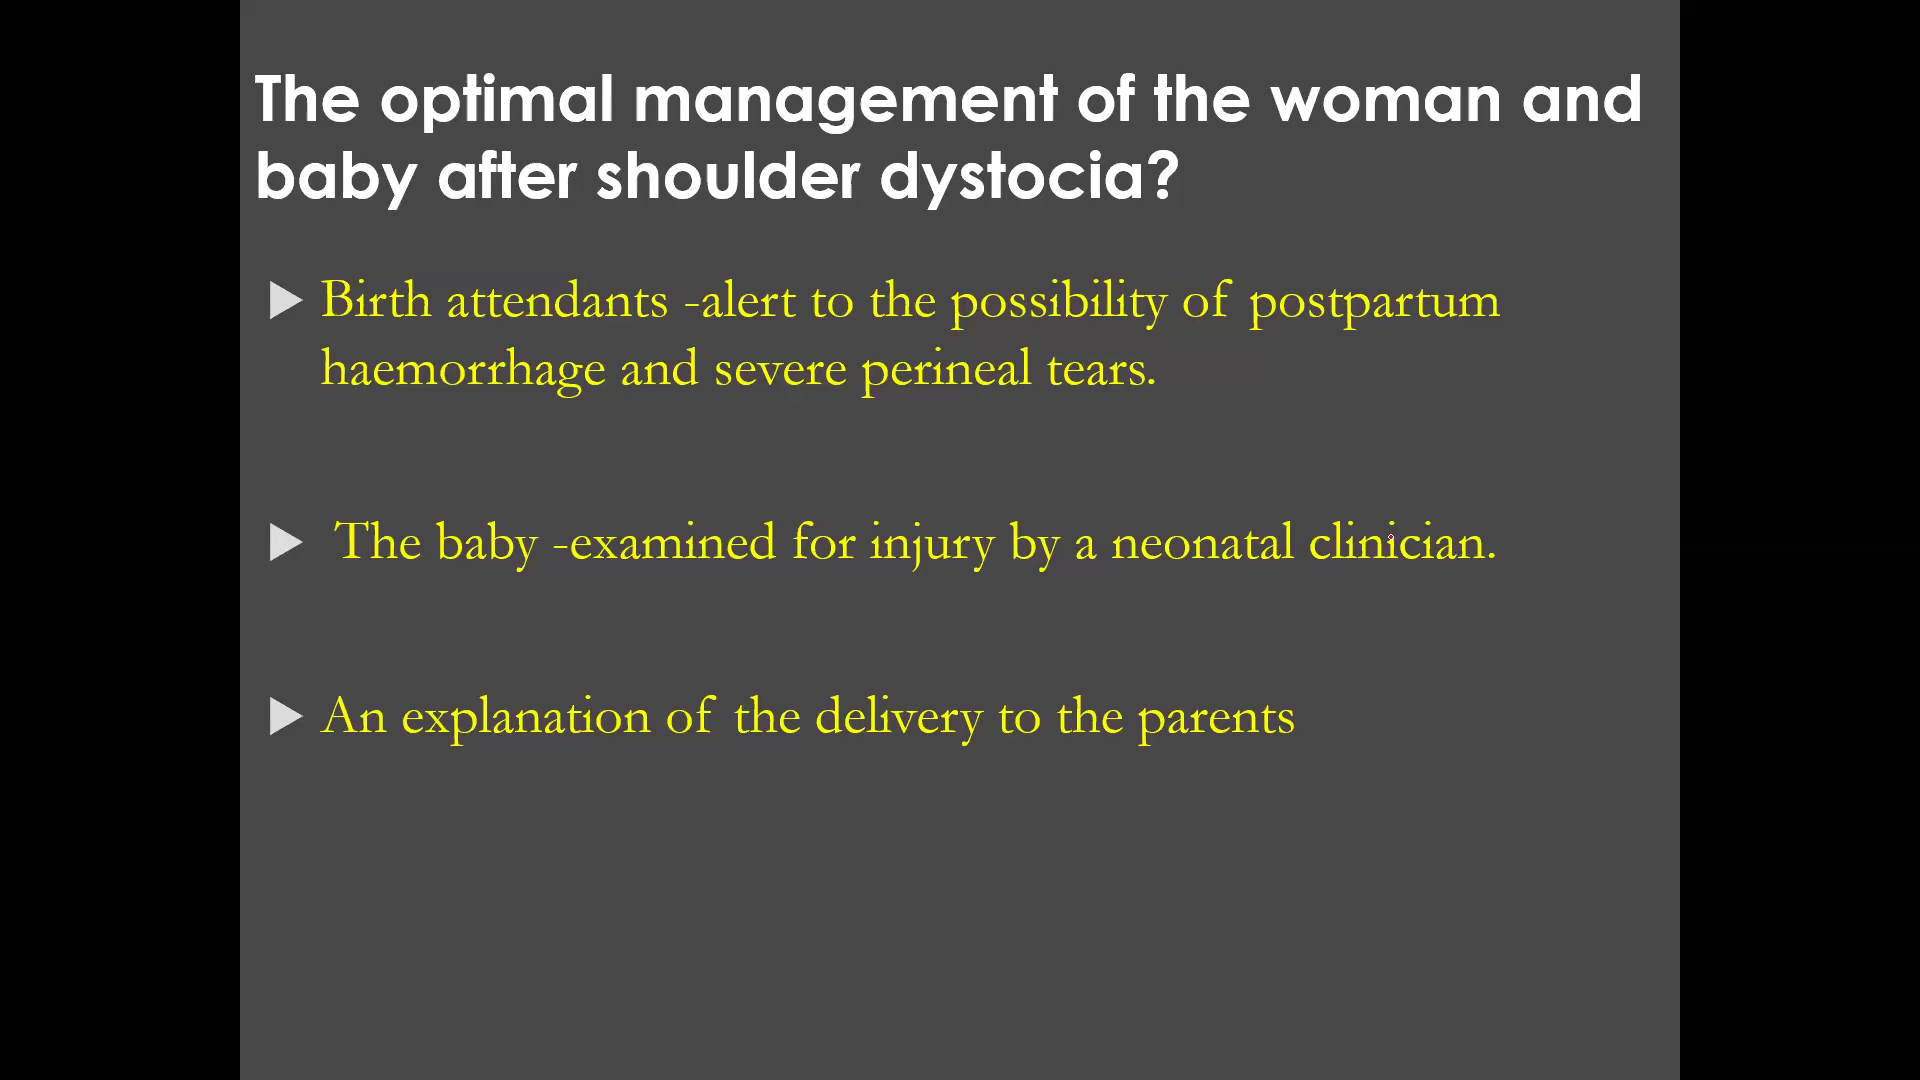 The optimal management of the woman and
baby after shoulder dystocia?
Birth attendants -alert to the possibility of postpartum
haemorrhage and severe perineal tears.
The baby -examined for injury by a neonatal clinician.
An explanation of the delivery to the parents